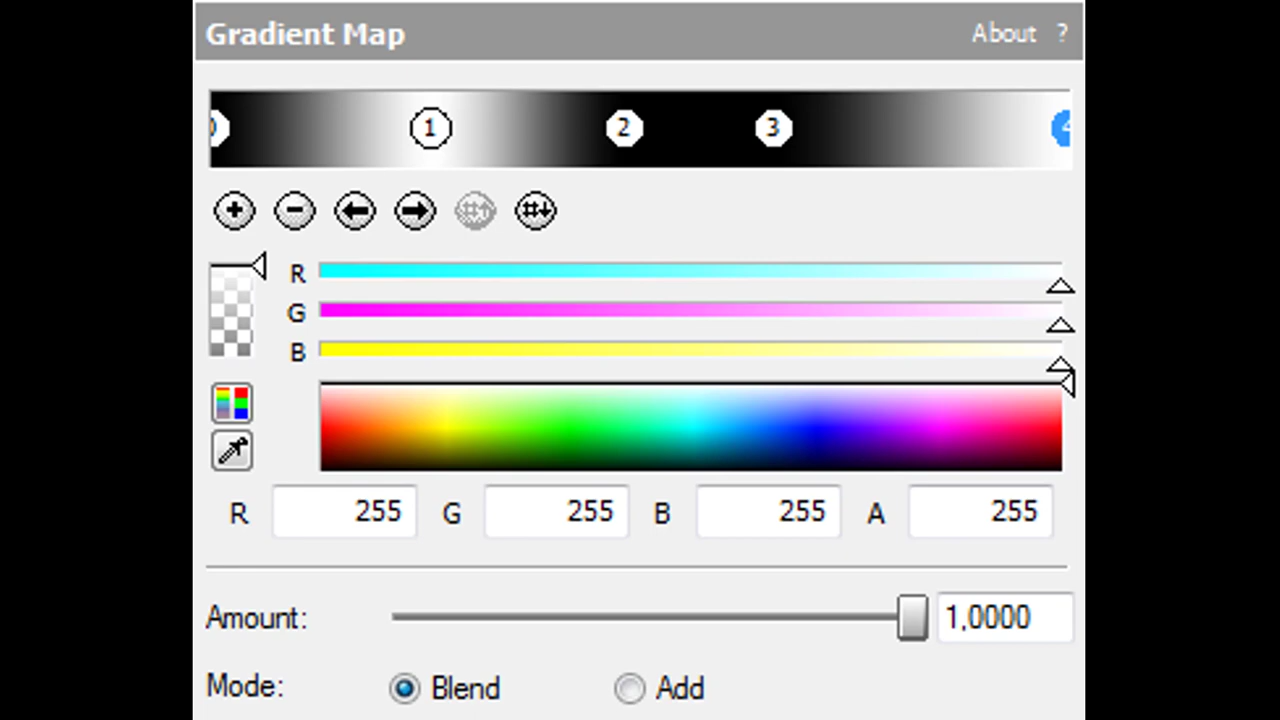 Gradient Map About ?
1 2 3
R
G
B
R 255 G 255 B 255 A 255
Amount: 1,0000
Mode: Blend Add